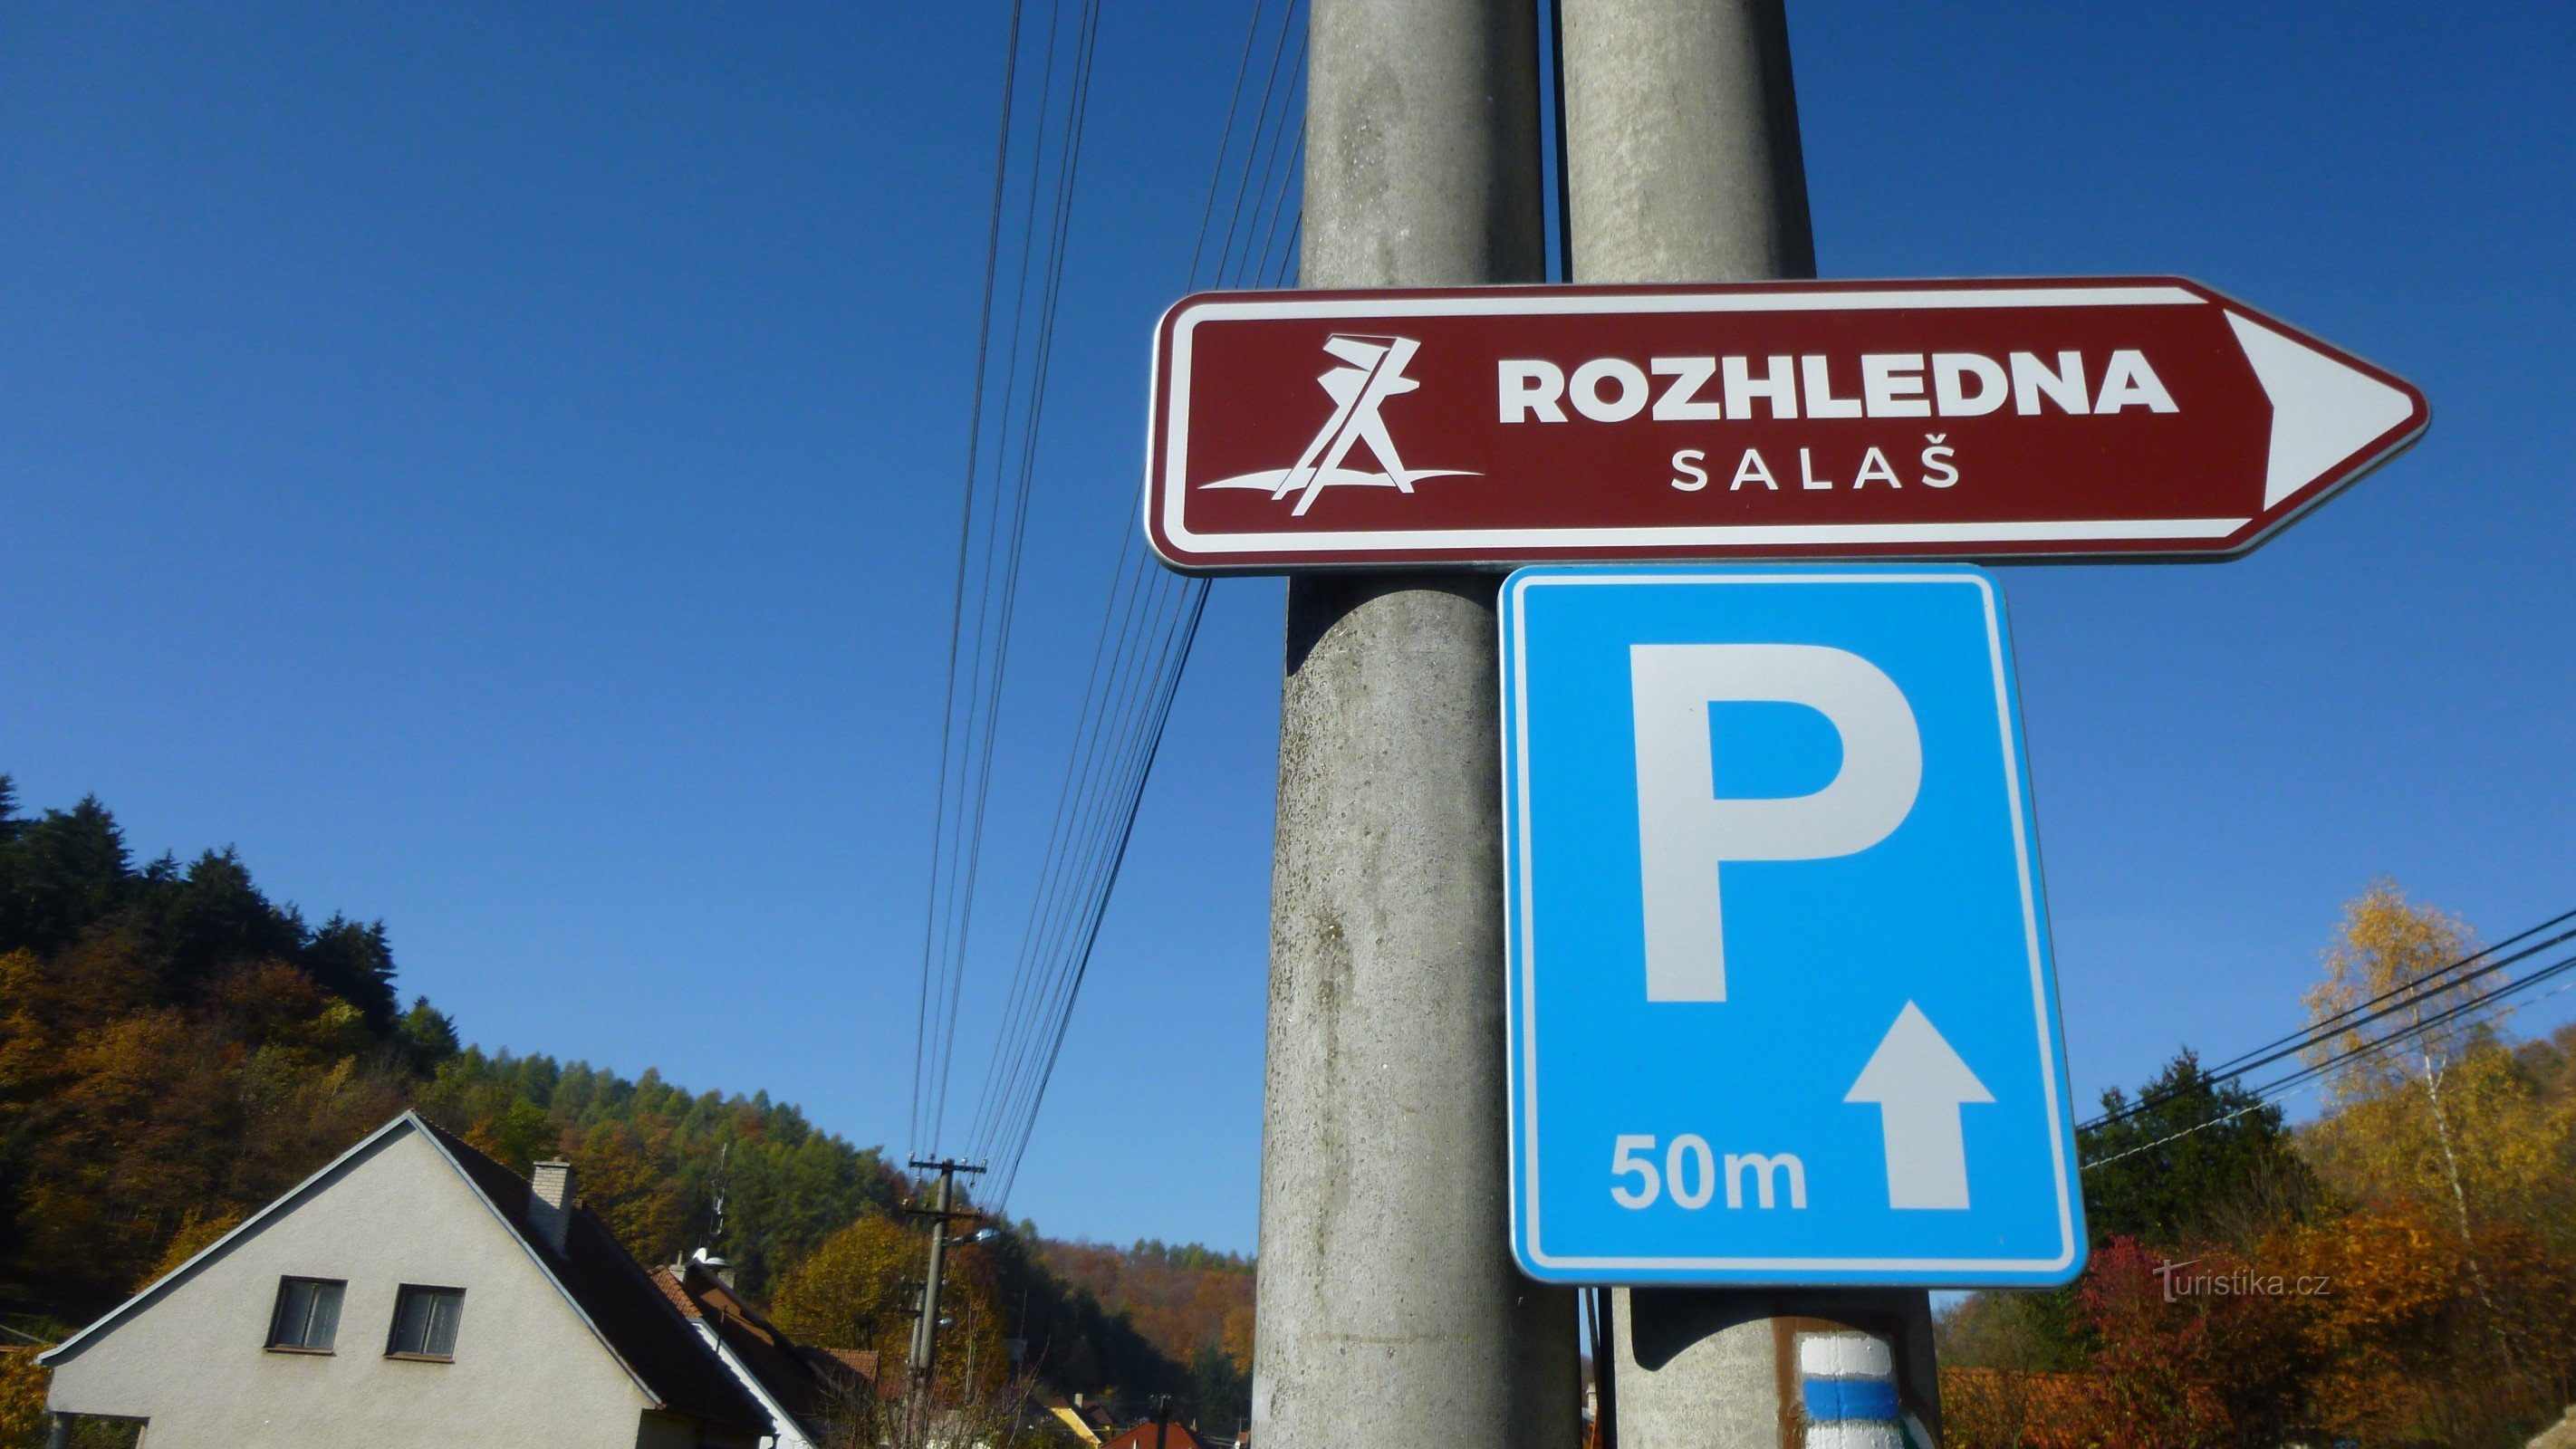 ROZHLEDNA
SALAŠ
P
50m
Turistika.cz